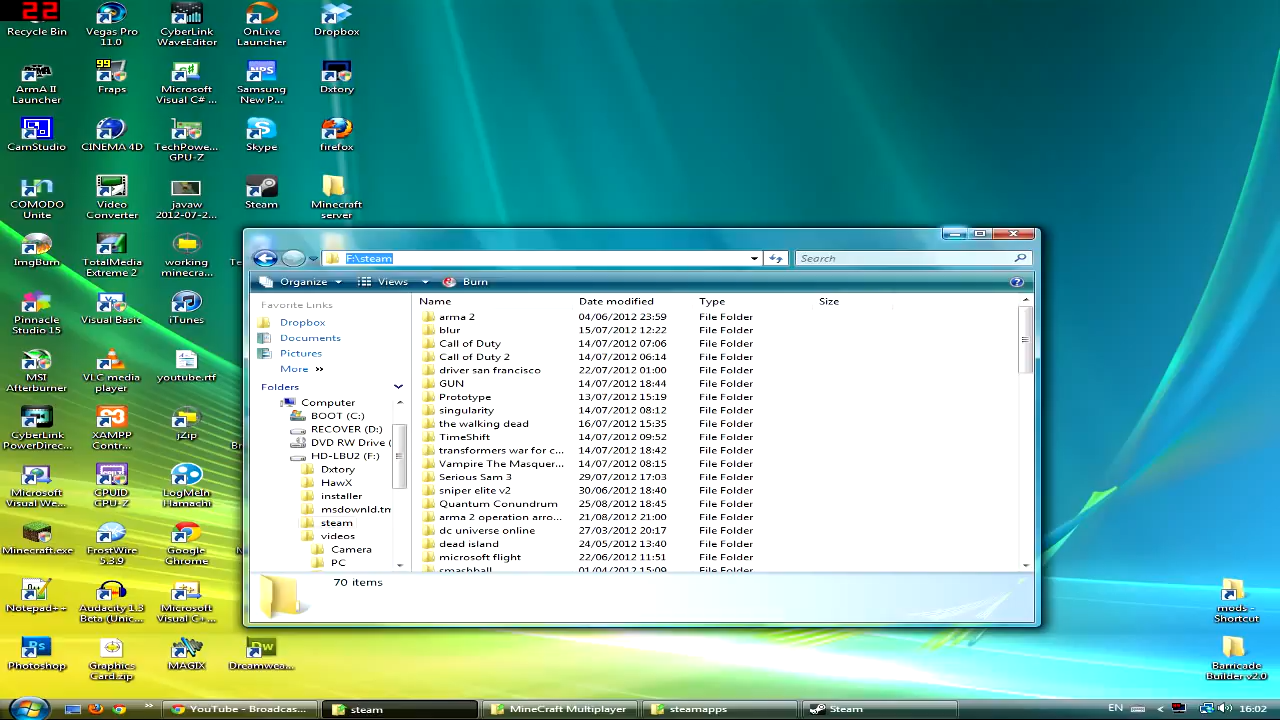 22
Recycle Bin
Vegas Pro 11.0
CyberLink WaveEditor
OnLive Launcher
Dropbox
ArmA II Launcher
99
Fraps
Microsoft Visual C# ...
NPS
Samsung New P...
Dxtory
CamStudio
CINEMA 4D
TechPowe... GPU-Z
Skype
firefox
COMODO Unite
Video Converter
javaw 2012-07-2...
Steam
Minecraft server
ImgBurn
TotalMedia Extreme 2
working minecra...
Pinnacle Studio 15
Visual Basic
iTunes
MSI Afterburner
VLC media player
youtube.rtf
CyberLink PowerDirec...
XAMPP Contr...
jZip
Microsoft Visual We...
CPUID CPU-Z
LogMeIn Hamachi
Minecraft.exe
FrostWire 5.3.9
Google Chrome
Notepad++
Audacity 1.3 Beta (Unic...
Microsoft Visual C+...
Ps
Photoshop
Graphics Card.zip
MAGIX
Dw
Dreamwea...
F:\steam
Search
Organize
Views
Burn
Favorite Links
Dropbox
Documents
Pictures
More »
Folders
Computer
BOOT (C:)
RECOVER (D:)
DVD RW Drive (
HD-LBU2 (F:)
Dxtory
HawX
installer
msdownld.tm
steam
videos
Camera
PC
Name Date modified Type Size
arma 2 04/06/2012 23:59 File Folder
blur 15/07/2012 12:22 File Folder
Call of Duty 14/07/2012 07:06 File Folder
Call of Duty 2 14/07/2012 06:14 File Folder
driver san francisco 22/07/2012 01:00 File Folder
GUN 14/07/2012 18:44 File Folder
Prototype 13/07/2012 15:19 File Folder
singularity 14/07/2012 08:12 File Folder
the walking dead 16/07/2012 15:35 File Folder
TimeShift 14/07/2012 09:52 File Folder
transformers war for c... 14/07/2012 18:42 File Folder
Vampire The Masquer... 14/07/2012 08:15 File Folder
Serious Sam 3 29/07/2012 17:03 File Folder
sniper elite v2 30/06/2012 18:40 File Folder
Quantum Conundrum 25/08/2012 18:45 File Folder
arma 2 operation arro... 21/08/2012 21:00 File Folder
dc universe online 27/03/2012 20:17 File Folder
dead island 24/05/2012 13:40 File Folder
microsoft flight 22/06/2012 11:51 File Folder
smashball 01/04/2012 15:09 File Folder
70 items
mods - Shortcut
Barricade Builder v2.0
YouTube - Broadcas...
steam
MineCraft Multiplayer
steamapps
Steam
EN
16:02